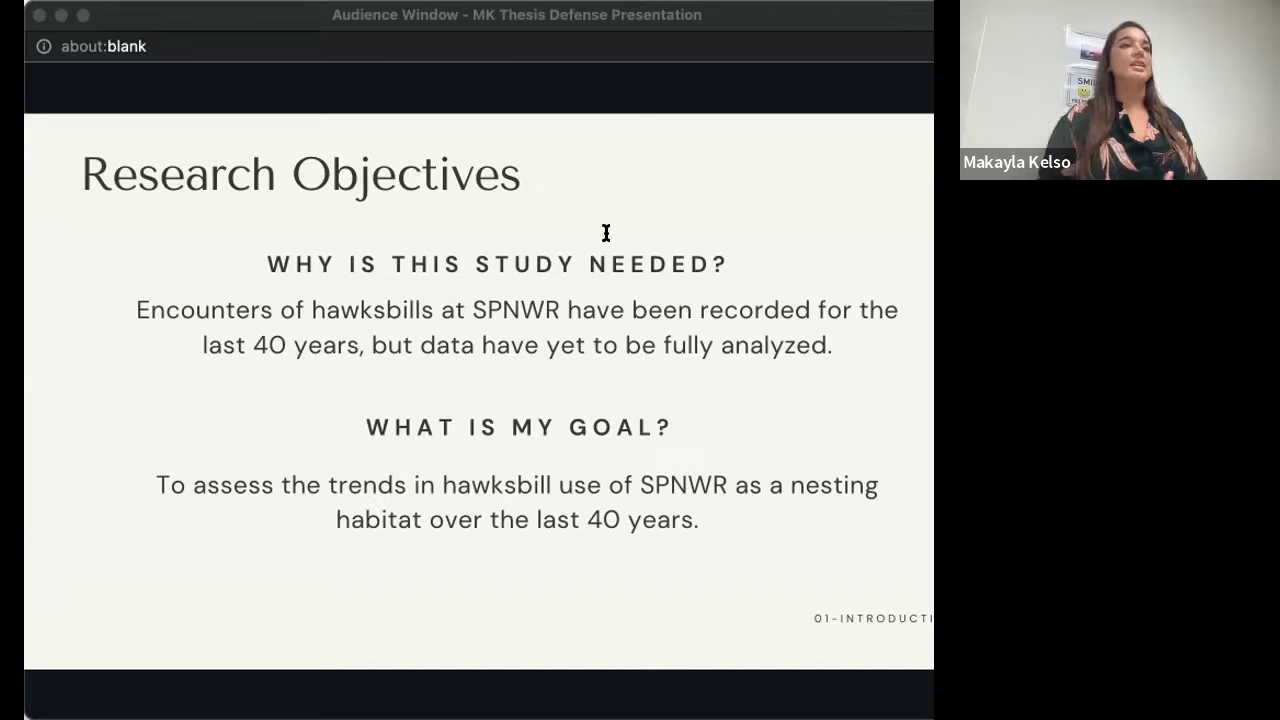 Audience Window - MK Thesis Defense Presentation
about:blank
Research Objectives
WHY IS THIS STUDY NEEDED?
Encounters of hawksbills at SPNWR have been recorded for the
last 40 years, but data have yet to be fully analyzed.
WHAT IS MY GOAL?
To assess the trends in hawksbill use of SPNWR as a nesting
habitat over the last 40 years.
01-INTRODUCTI
Makayla Kelso